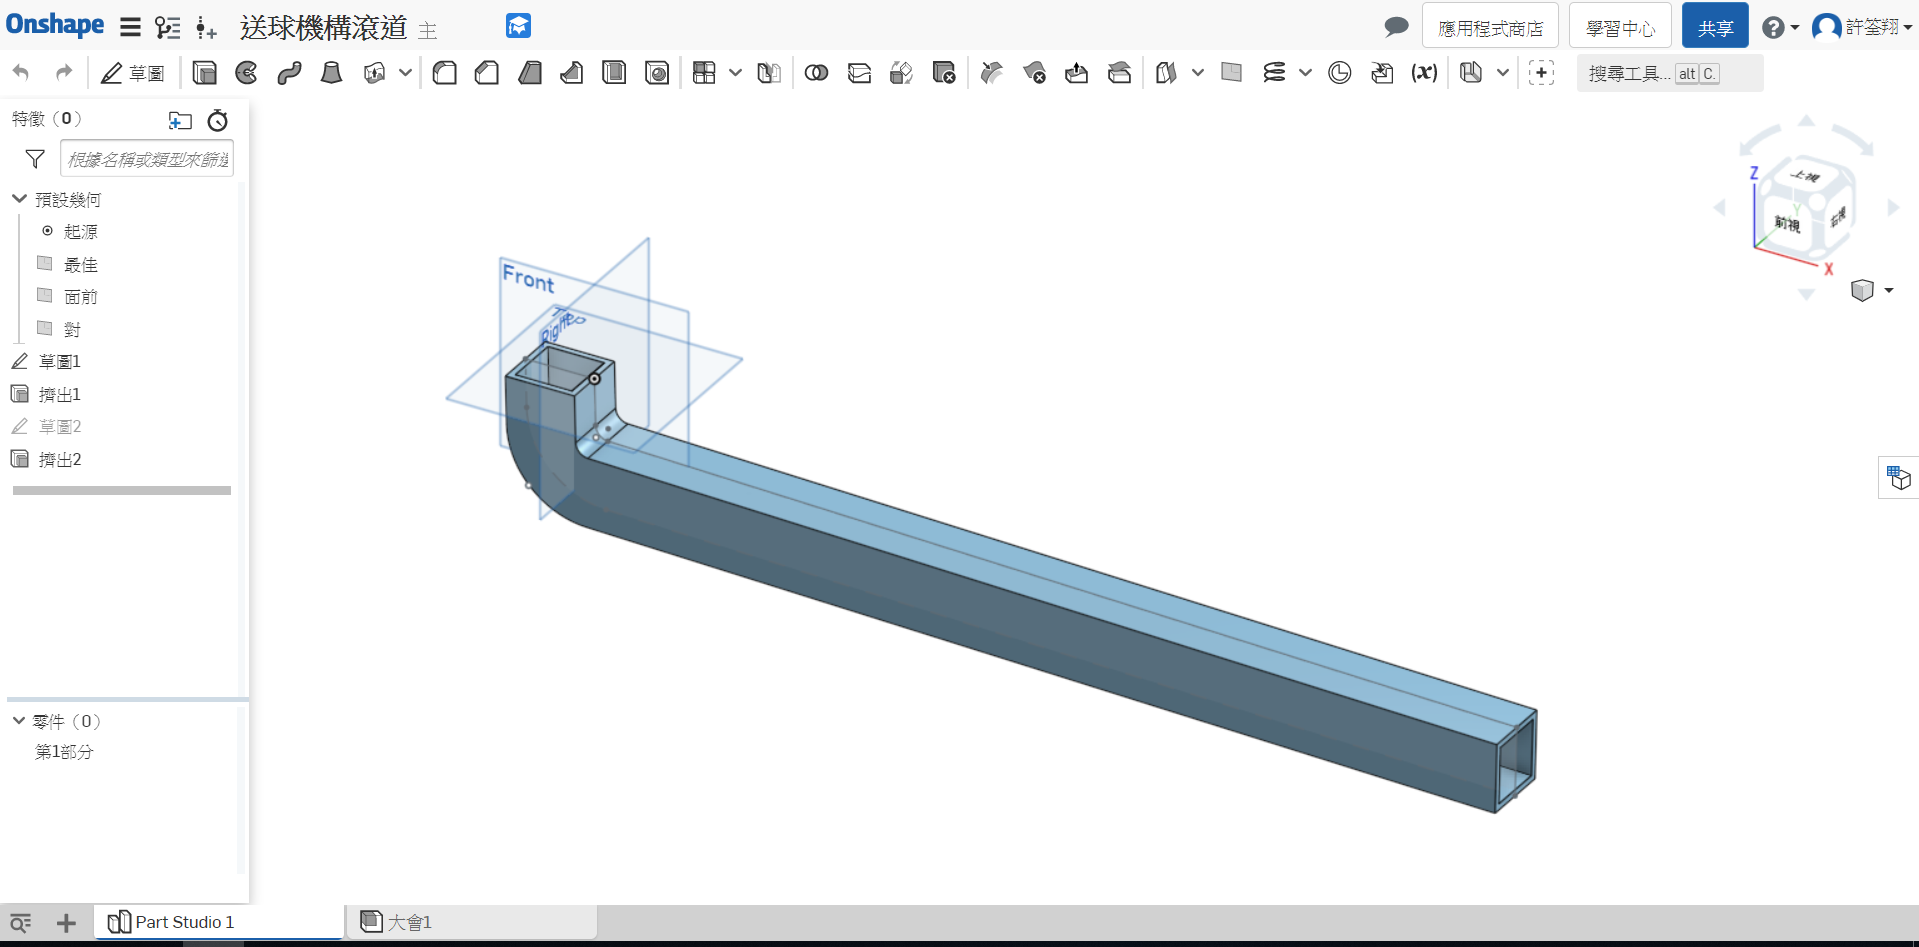 Onshape
送球機構滾道 主
應用程式商店
學習中心
共享
許筌翔
草圖
搜尋工具... alt C.
特徵（0）
根據名稱或類型來篩選
預設幾何
起源
最佳
面前
對
草圖1
擠出1
草圖2
擠出2
零件（0）
第1部分
Front
Top
Right
上視
前視
右視
Z
Y
X
Part Studio 1
大會1